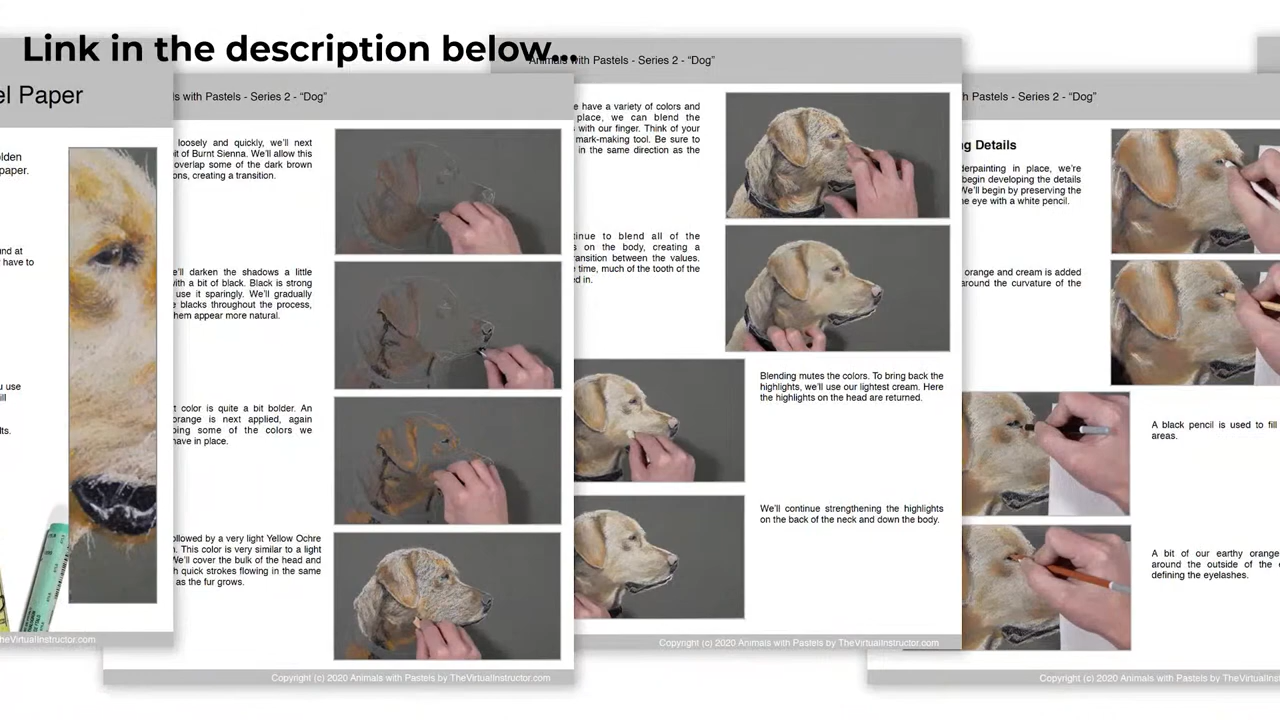 Link in the description below...
el Paper
olden
paper.
und at
r have to
u use
ill
lts.
TheVirtualInstructor.com
ls with Pastels - Series 2 - “Dog”
loosely and quickly, we’ll next
it of Burnt Sienna. We’ll allow this
overlap some of the dark brown
ons, creating a transition.
e’ll darken the shadows a little
with a bit of black. Black is strong
use it sparingly. We’ll gradually
e blacks throughout the process,
hem appear more natural.
t color is quite a bit bolder. An
orange is next applied, again
ping some of the colors we
have in place.
ollowed by a very light Yellow Ochre
n. This color is very similar to a light
We’ll cover the bulk of the head and
h quick strokes flowing in the same
as the fur grows.
Copyright (c) 2020 Animals with Pastels by TheVirtualInstructor.com
Animals with Pastels - Series 2 - “Dog”
e have a variety of colors and
place, we can blend the
s with our finger. Think of your
mark-making tool. Be sure to
in the same direction as the
tinue to blend all of the
s on the body, creating a
ransition between the values.
e time, much of the tooth of the
ed in.
Blending mutes the colors. To bring back the
highlights, we’ll use our lightest cream. Here
the highlights on the head are returned.
We’ll continue strengthening the highlights
on the back of the neck and down the body.
Copyright (c) 2020 Animals with Pastels by TheVirtualInstructor.com
h Pastels - Series 2 - “Dog”
ng Details
derpainting in place, we’re
begin developing the details
We’ll begin by preserving the
he eye with a white pencil.
orange and cream is added
around the curvature of the
A black pencil is used to fill
areas.
A bit of our earthy orange
around the outside of the e
defining the eyelashes.
Copyright (c) 2020 Animals with Pastels by TheVirtualI